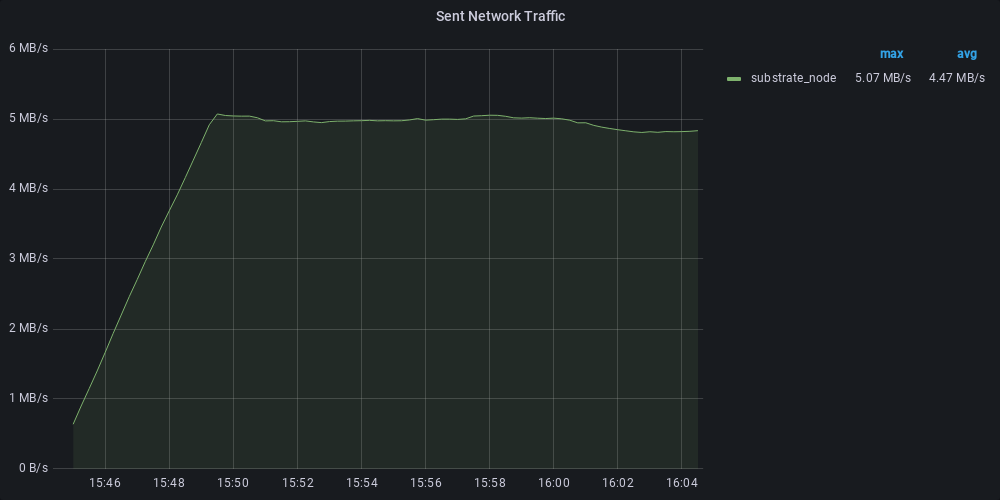 Sent Network Traffic
6 MB/s
5 MB/s
4 MB/s
3 MB/s
2 MB/s
1 MB/s
0 B/s
15:46 15:48 15:50 15:52 15:54 15:56 15:58 16:00 16:02 16:04
max avg
substrate_node 5.07 MB/s 4.47 MB/s